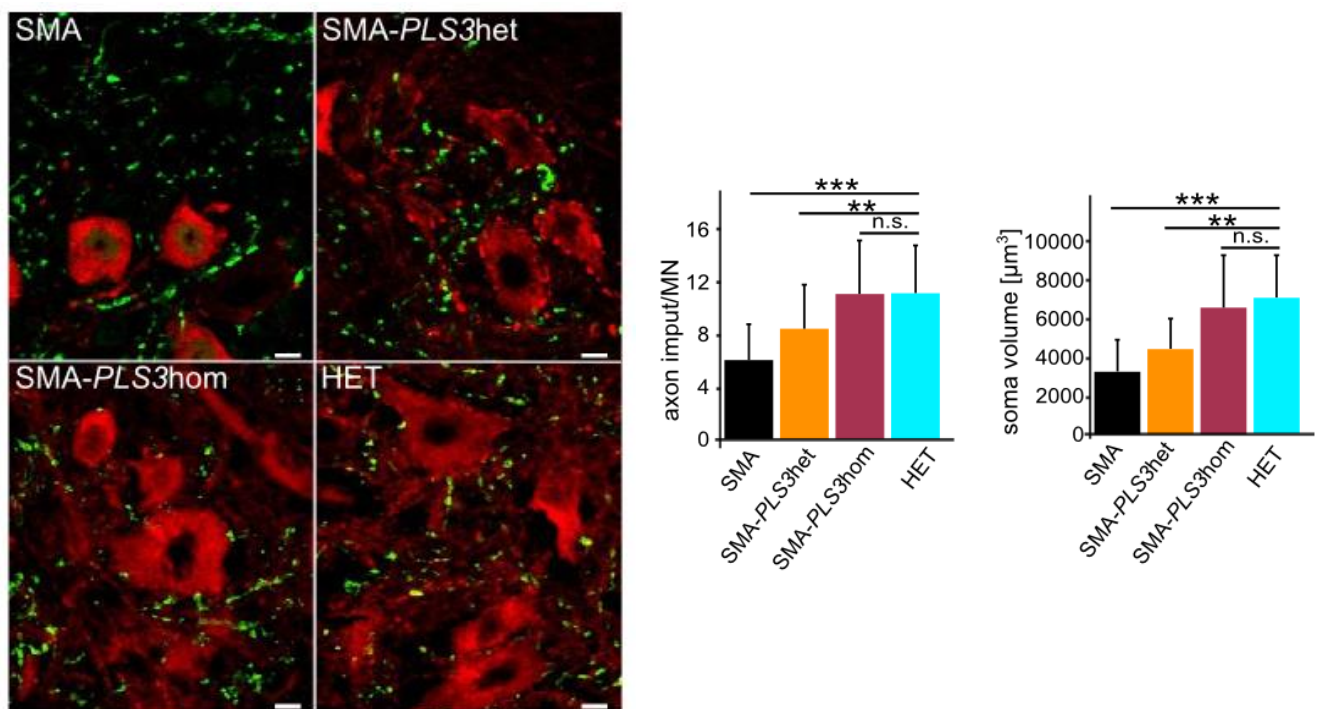 SMA
SMA-PLS3het
SMA-PLS3hom
HET
axon imput/MN
16
12
8
4
0
***
**
n.s.
SMA
SMA-PLS3het
SMA-PLS3hom
HET
soma volume [µm³]
10000
8000
6000
4000
2000
0
***
**
n.s.
SMA
SMA-PLS3het
SMA-PLS3hom
HET